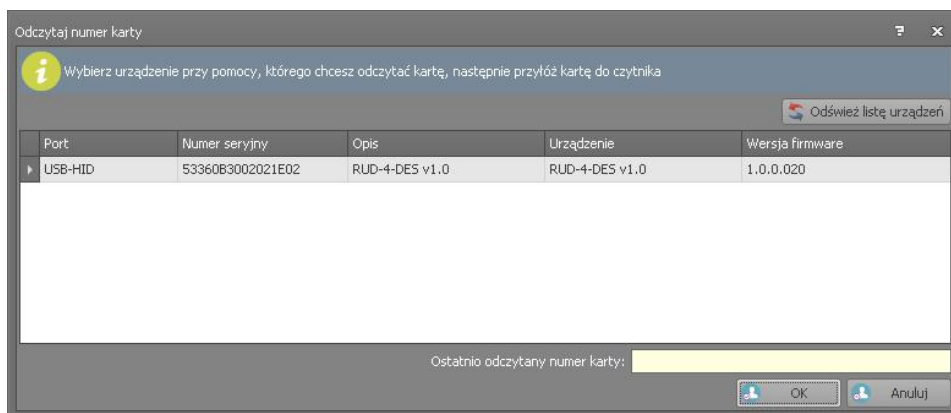 Odczytaj numer karty
Wybierz urządzenie przy pomocy, którego chcesz odczytać kartę, następnie przyłóż kartę do czytnika
Odśwież listę urządzeń
Port Numer seryjny Opis Urządzenie Wersja firmware
USB-HID 53360B3002021E02 RUD-4-DES v1.0 RUD-4-DES v1.0 1.0.0.020
Ostatnio odczytany numer karty:
OK Anuluj